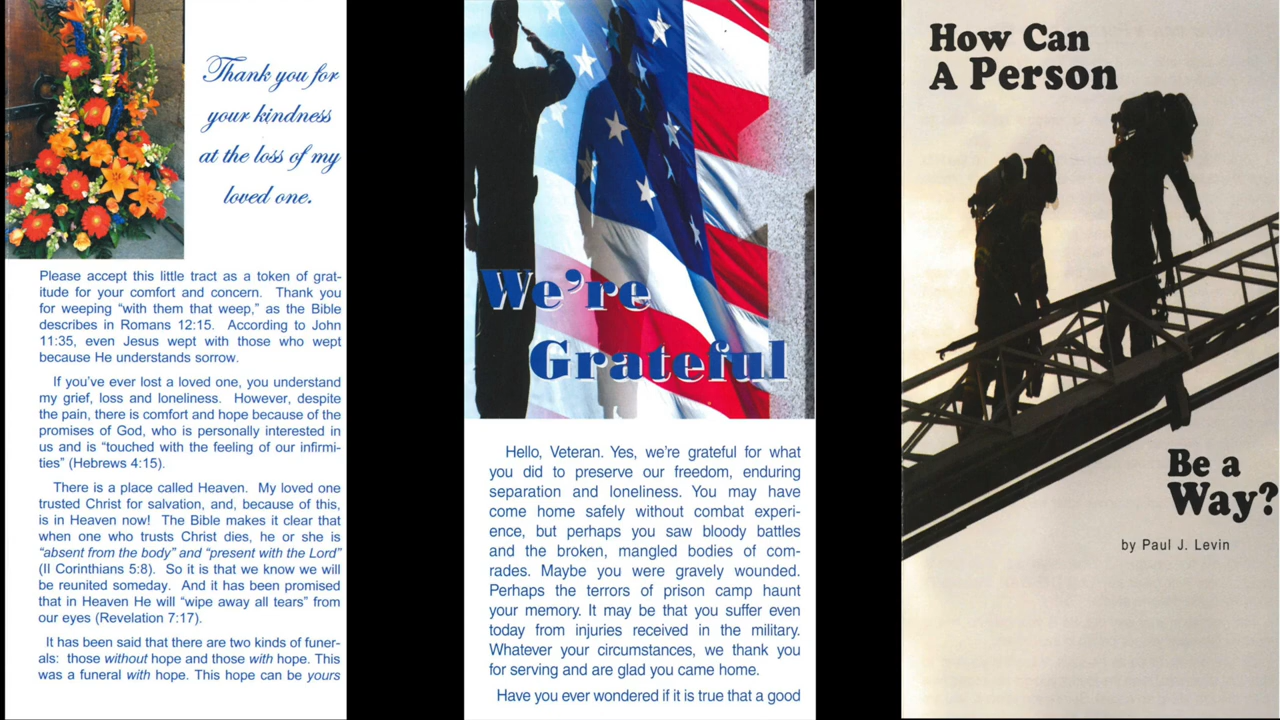 Thank you for
your kindness
at the loss of my
loved one.
Please accept this little tract as a token of grat-
itude for your comfort and concern. Thank you
for weeping “with them that weep,” as the Bible
describes in Romans 12:15. According to John
11:35, even Jesus wept with those who wept
because He understands sorrow.
If you’ve ever lost a loved one, you understand
my grief, loss and loneliness. However, despite
the pain, there is comfort and hope because of the
promises of God, who is personally interested in
us and is “touched with the feeling of our infirmi-
ties” (Hebrews 4:15).
There is a place called Heaven. My loved one
trusted Christ for salvation, and, because of this,
is in Heaven now! The Bible makes it clear that
when one who trusts Christ dies, he or she is
“absent from the body” and “present with the Lord”
(II Corinthians 5:8). So it is that we know we will
be reunited someday. And it has been promised
that in Heaven He will “wipe away all tears” from
our eyes (Revelation 7:17).
It has been said that there are two kinds of funer-
als: those without hope and those with hope. This
was a funeral with hope. This hope can be yours
We’re
Grateful
Hello, Veteran. Yes, we’re grateful for what
you did to preserve our freedom, enduring
separation and loneliness. You may have
come home safely without combat experi-
ence, but perhaps you saw bloody battles
and the broken, mangled bodies of com-
rades. Maybe you were gravely wounded.
Perhaps the terrors of prison camp haunt
your memory. It may be that you suffer even
today from injuries received in the military.
Whatever your circumstances, we thank you
for serving and are glad you came home.
Have you ever wondered if it is true that a good
How Can
A Person
Be a
Way?
by Paul J. Levin